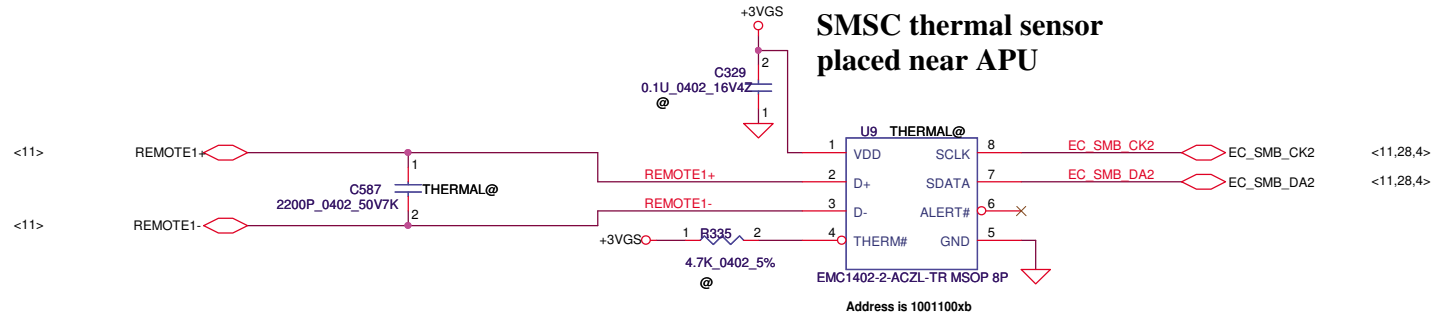 +3VGS
SMSC thermal sensor
placed near APU
2
C329
0.1U_0402_16V4Z
@
1
U9 THERMAL@
<11> REMOTE1+ 1 VDD SCLK 8 EC_SMB_CK2 EC_SMB_CK2 <11,28,4>
1
REMOTE1+ 2 D+ SDATA 7 EC_SMB_DA2 EC_SMB_DA2 <11,28,4>
C587 THERMAL@
2200P_0402_50V7K
2
REMOTE1- 3 D- ALERT# 6
<11> REMOTE1-
+3VGS 1 R335 2 4 THERM# GND 5
4.7K_0402_5%
@
EMC1402-2-ACZL-TR MSOP 8P
Address is 1001100xb